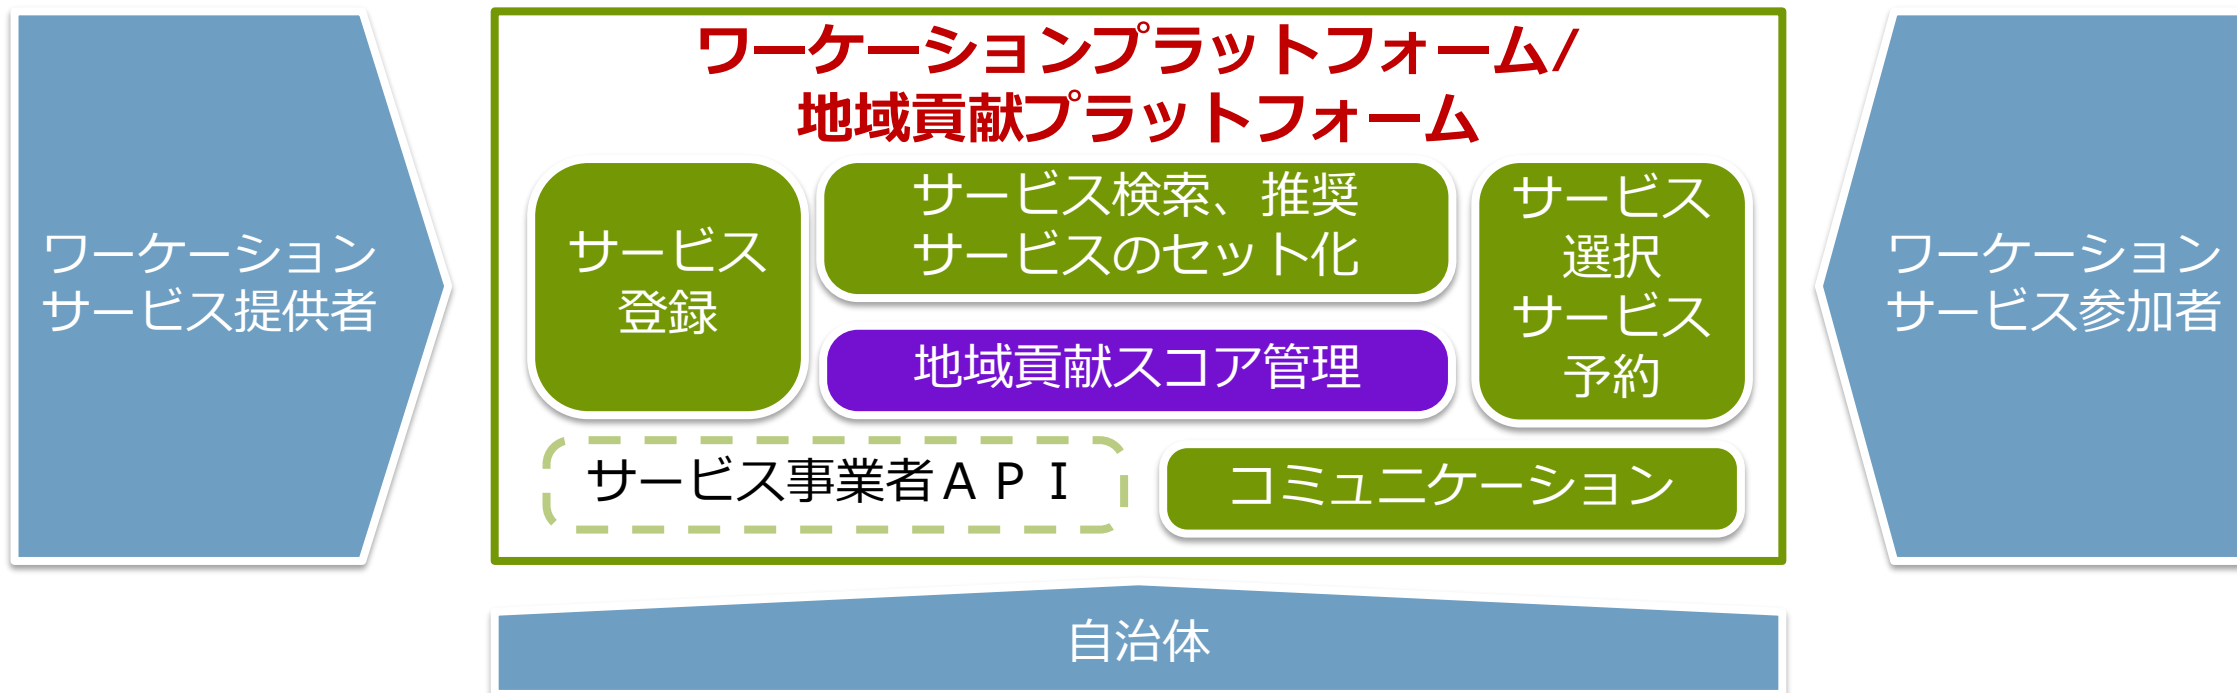 ワーケーションプラットフォーム/
地域貢献プラットフォーム
ワーケーション
サービス提供者
サービス
登録
サービス検索、推奨
サービスのセット化
地域貢献スコア管理
サービス
選択
サービス
予約
サービス事業者ＡＰＩ
コミュニケーション
ワーケーション
サービス参加者
自治体